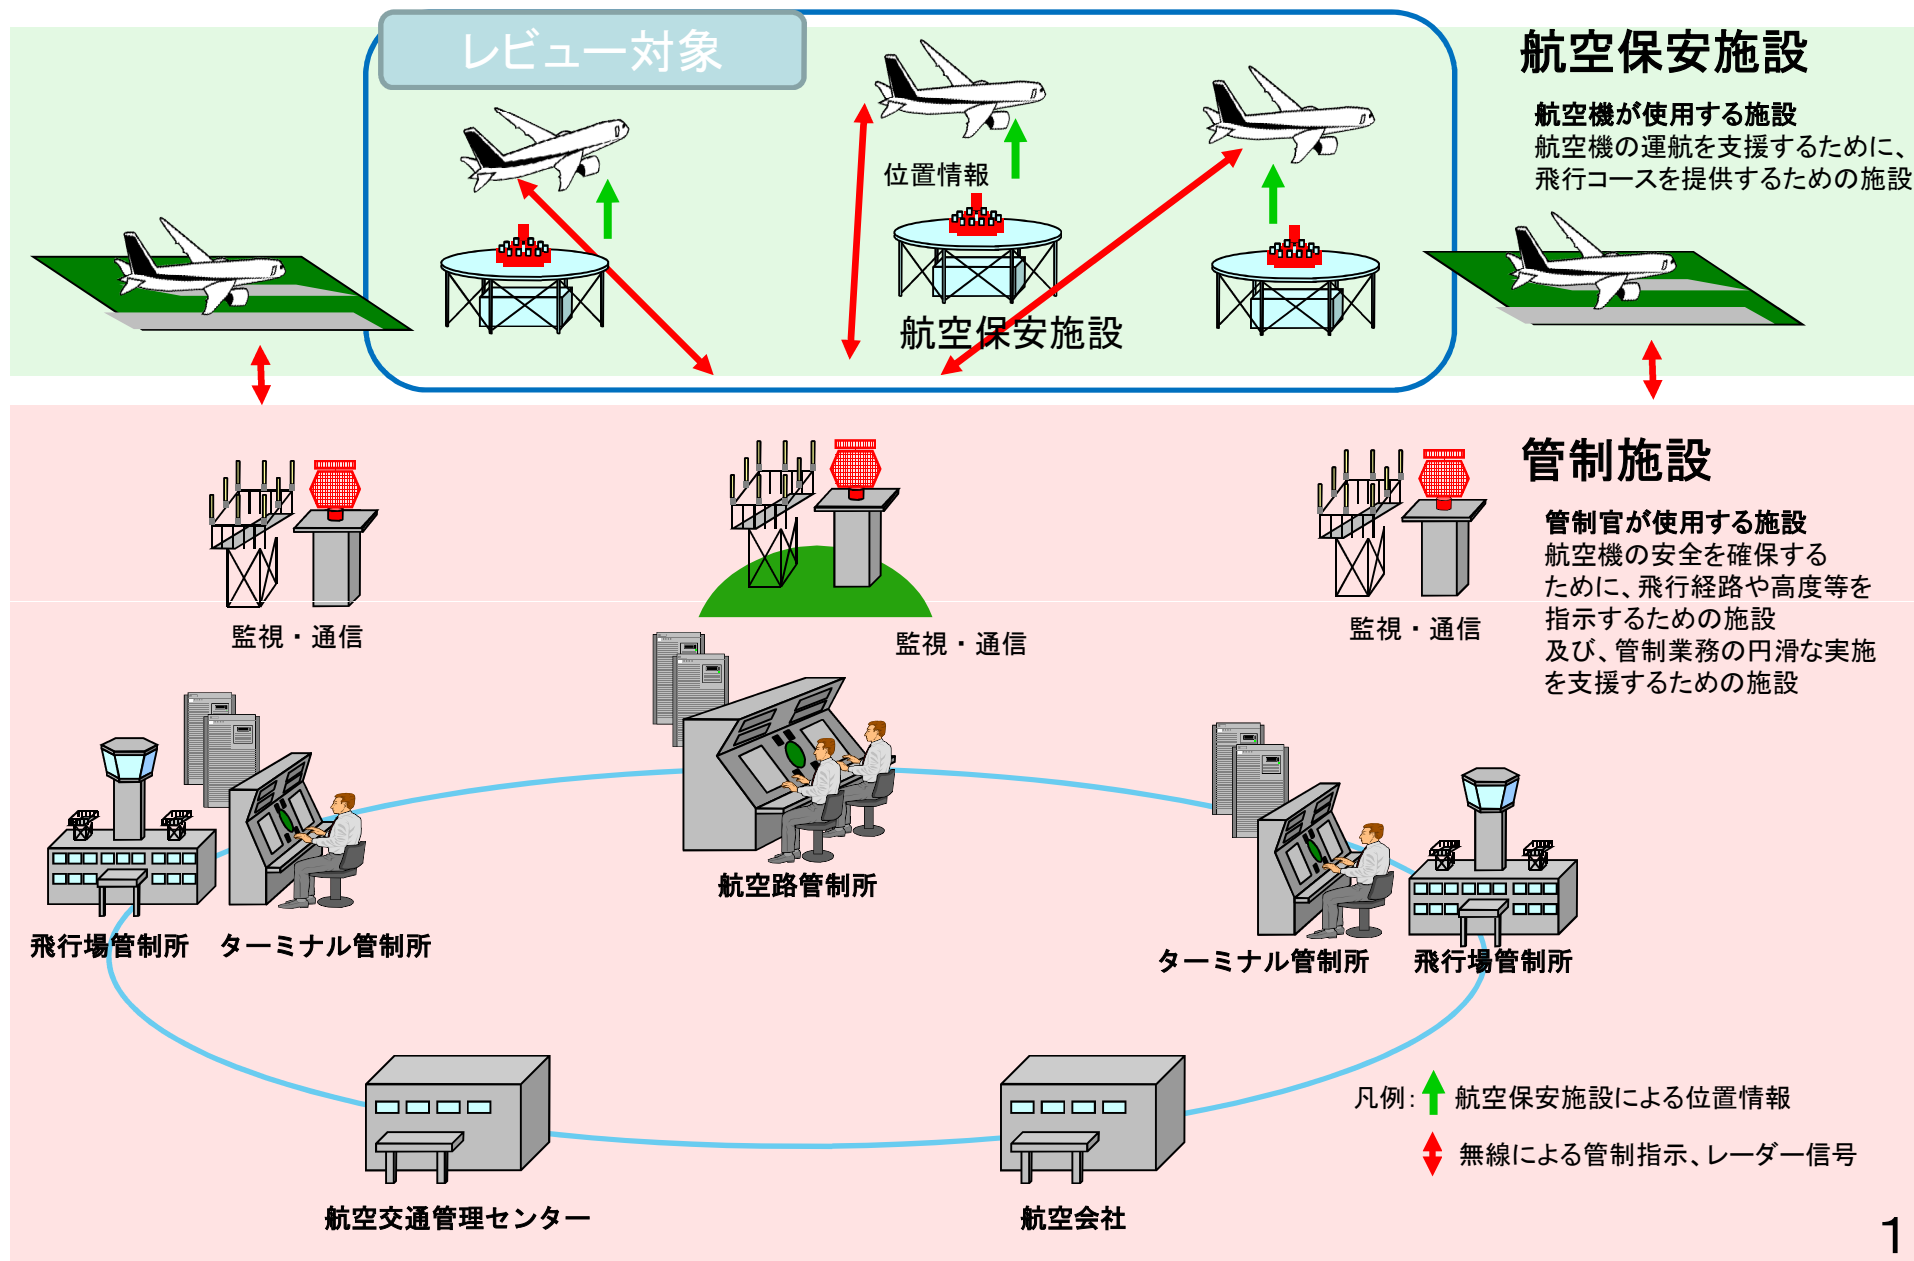 レビュー対象
航空保安施設
航空機が使用する施設
航空機の運航を支援するために、
飛行コースを提供するための施設
位置情報
航空保安施設
管制施設
管制官が使用する施設
航空機の安全を確保する
ために、飛行経路や高度等を
指示するための施設
及び、管制業務の円滑な実施
を支援するための施設
監視・通信
監視・通信
監視・通信
航空路管制所
飛行場管制所
ターミナル管制所
ターミナル管制所
飛行場管制所
凡例：
航空保安施設による位置情報
無線による管制指示、レーダー信号
航空交通管理センター
航空会社
1